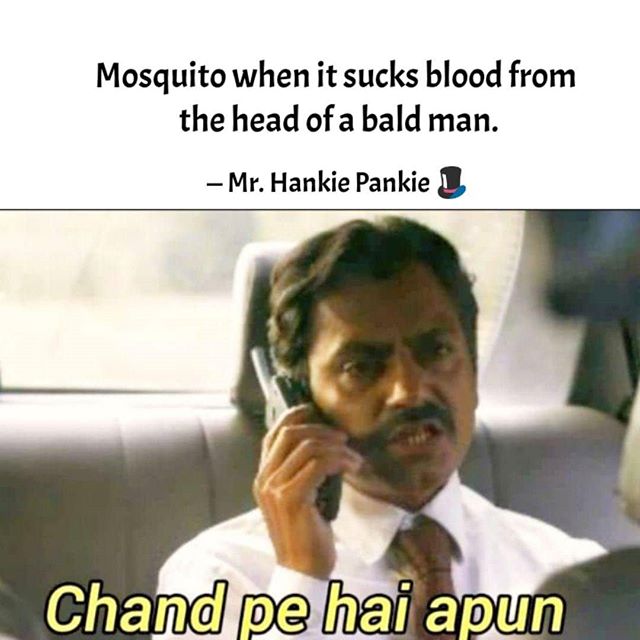 Mosquito when it sucks blood from
the head of a bald man.
– Mr. Hankie Pankie 🎩
Chand pe hai apun